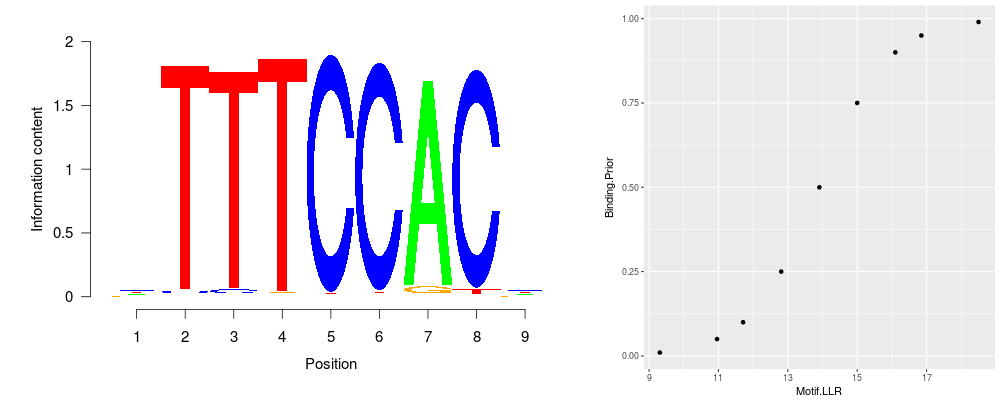 2
1.5
1
0.5
0
Information content
TTTCCAC
1 2 3 4 5 6 7 8 9
Position
1.00
0.75
0.50
0.25
0.00
Binding.Prior
9 11 13 15 17
Motif.LLR